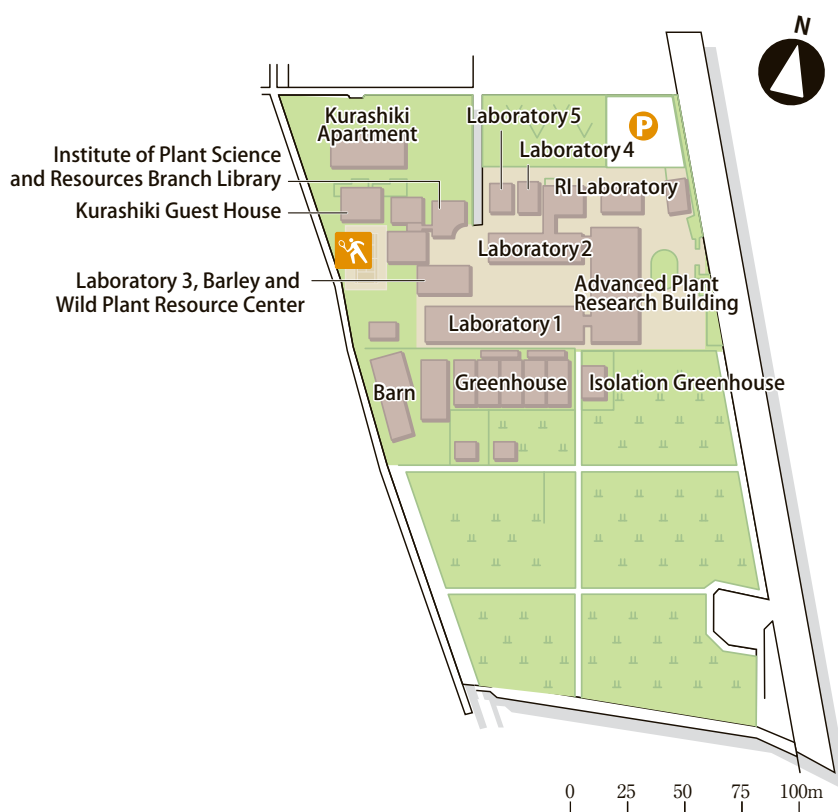 N
Kurashiki
Apartment
Laboratory 5
P
Laboratory 4
Institute of Plant Science
and Resources Branch Library
RI Laboratory
Kurashiki Guest House
Laboratory 2
Laboratory 3, Barley and
Wild Plant Resource Center
Advanced Plant
Research Building
Laboratory 1
Barn
Greenhouse
Isolation Greenhouse
0 25 50 75 100m